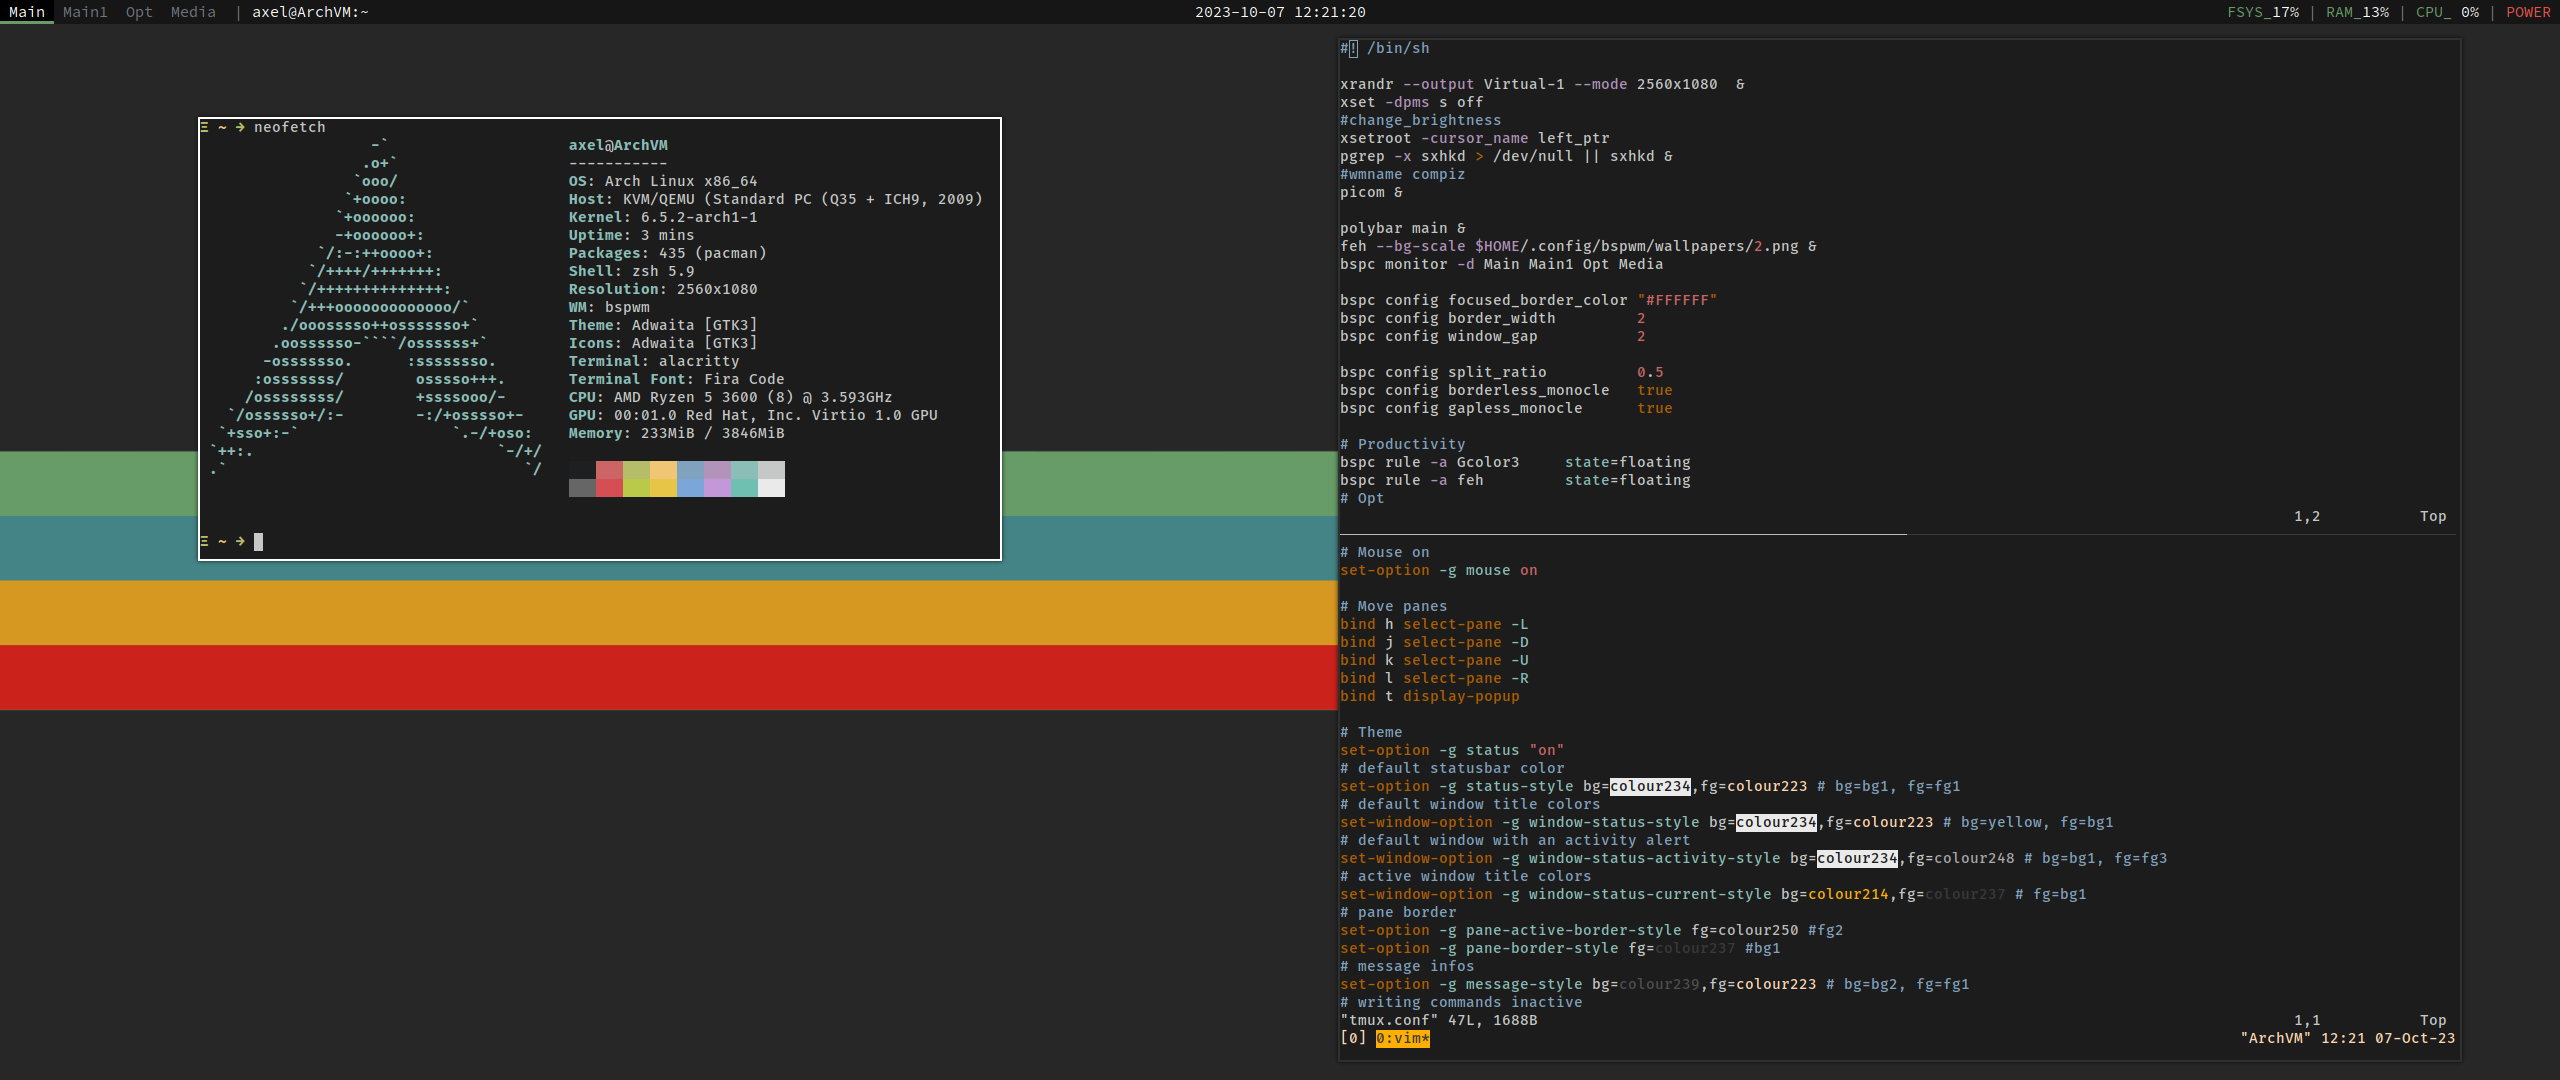 Main Main1 Opt Media | axel@ArchVM:~
2023-10-07 12:21:20
FSYS_17% | RAM_13% | CPU_ 0% | POWER
Ξ ~ → neofetch
                   -`
                  .o+`
                 `ooo/
                `+oooo:
               `+oooooo:
               -+oooooo+:
             `/:-:++oooo+:
            `/++++/+++++++:
           `/++++++++++++++:
          `/+++ooooooooooooo/`
         ./ooosssso++osssssso+`
        .oossssso-````/ossssss+`
       -osssssso.      :ssssssso.
      :osssssss/        osssso+++.
     /ossssssss/        +ssssooo/-
   `/ossssso+/:-        -:/+osssso+-
  `+sso+:-`                 `.-/+oso:
 `++:.                           `-/+/
 .`                                 `/
axel@ArchVM
-----------
OS: Arch Linux x86_64
Host: KVM/QEMU (Standard PC (Q35 + ICH9, 2009)
Kernel: 6.5.2-arch1-1
Uptime: 3 mins
Packages: 435 (pacman)
Shell: zsh 5.9
Resolution: 2560x1080
WM: bspwm
Theme: Adwaita [GTK3]
Icons: Adwaita [GTK3]
Terminal: alacritty
Terminal Font: Fira Code
CPU: AMD Ryzen 5 3600 (8) @ 3.593GHz
GPU: 00:01.0 Red Hat, Inc. Virtio 1.0 GPU
Memory: 233MiB / 3846MiB
Ξ ~ →
#! /bin/sh
xrandr --output Virtual-1 --mode 2560x1080  &
xset -dpms s off
#change_brightness
xsetroot -cursor_name left_ptr
pgrep -x sxhkd > /dev/null || sxhkd &
#wmname compiz
picom &
polybar main &
feh --bg-scale $HOME/.config/bspwm/wallpapers/2.png &
bspc monitor -d Main Main1 Opt Media
bspc config focused_border_color "#FFFFFF"
bspc config border_width         2
bspc config window_gap           2
bspc config split_ratio          0.5
bspc config borderless_monocle   true
bspc config gapless_monocle      true
# Productivity
bspc rule -a Gcolor3     state=floating
bspc rule -a feh         state=floating
# Opt
1,2           Top
# Mouse on
set-option -g mouse on
# Move panes
bind h select-pane -L
bind j select-pane -D
bind k select-pane -U
bind l select-pane -R
bind t display-popup
# Theme
set-option -g status "on"
# default statusbar color
set-option -g status-style bg=colour234,fg=colour223 # bg=bg1, fg=fg1
# default window title colors
set-window-option -g window-status-style bg=colour234,fg=colour223 # bg=yellow, fg=bg1
# default window with an activity alert
set-window-option -g window-status-activity-style bg=colour234,fg=colour248 # bg=bg1, fg=fg3
# active window title colors
set-window-option -g window-status-current-style bg=colour214,fg=colour237 # fg=bg1
# pane border
set-option -g pane-active-border-style fg=colour250 #fg2
set-option -g pane-border-style fg=colour237 #bg1
# message infos
set-option -g message-style bg=colour239,fg=colour223 # bg=bg2, fg=fg1
# writing commands inactive
"tmux.conf" 47L, 1688B 1,1           Top
[0] 0:vim* "ArchVM" 12:21 07-Oct-23